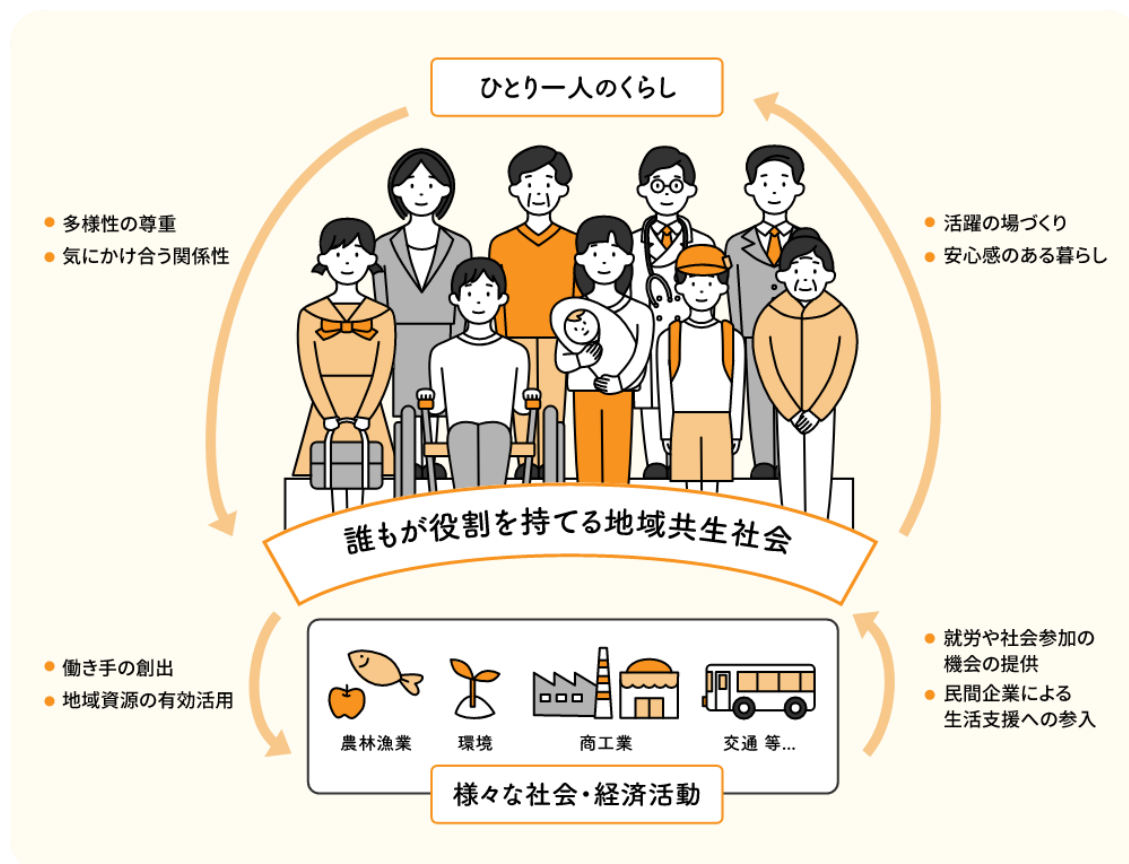 ひとり一人のくらし
多様性の尊重
気にかけ合う関係性
活躍の場づくり
安心感のある暮らし
誰もが役割を持てる地域共生社会
働き手の創出
地域資源の有効活用
就労や社会参加の
機会の提供
民間企業による
生活支援への参入
農林漁業
環境
商工業
交通 等...
様々な社会・経済活動